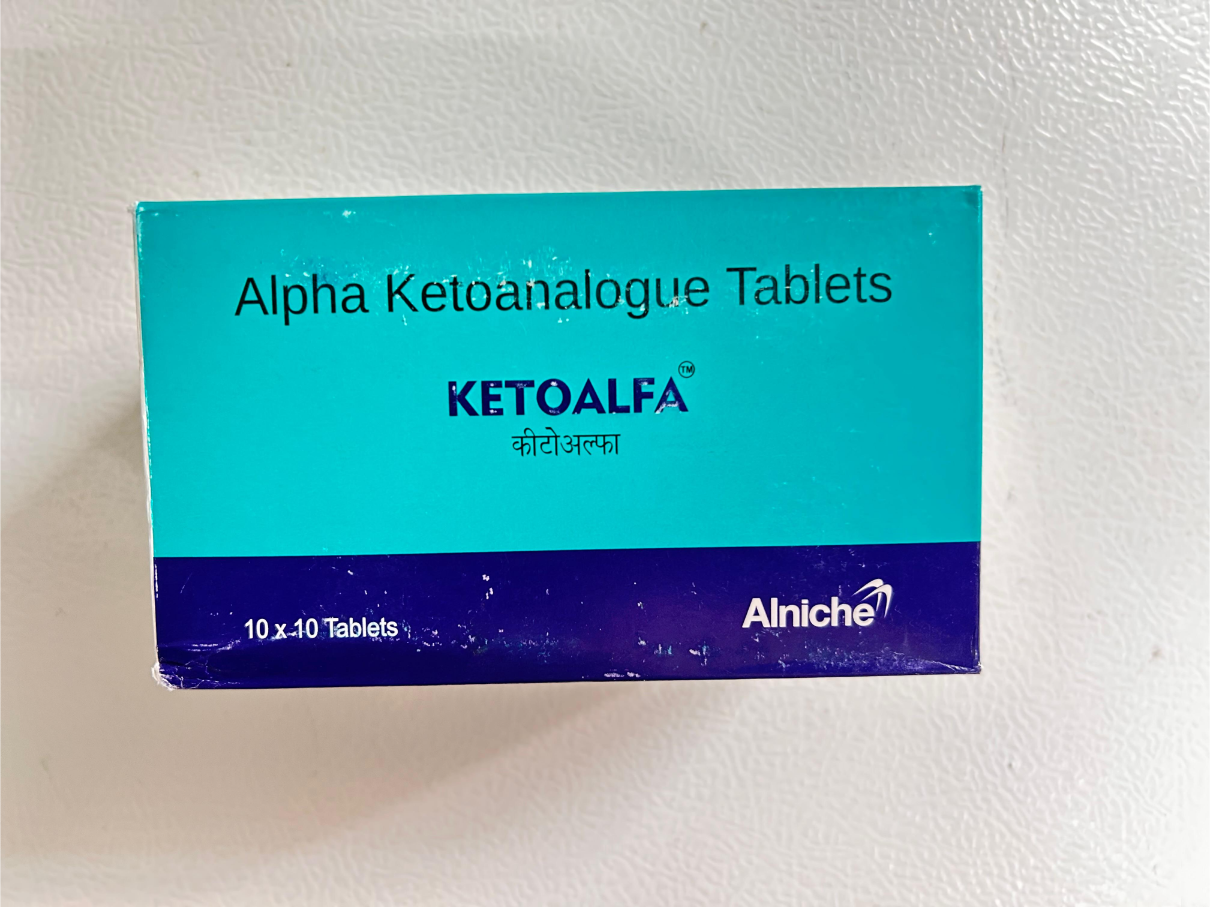 Alpha Ketoanalogue Tablets
KETOALFA™
कीटोअल्फा
10 x 10 Tablets
Alniche